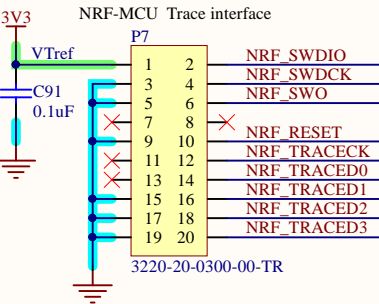 NRF-MCU Trace interface
3V3
P7
VTref
1 2 NRF_SWDIO
3 4 NRF_SWDCK
C91
5 6 NRF_SWO
0.1uF
7 8
9 10 NRF_RESET
11 12 NRF_TRACECK
13 14 NRF_TRACED0
15 16 NRF_TRACED1
17 18 NRF_TRACED2
19 20 NRF_TRACED3
3220-20-0300-00-TR